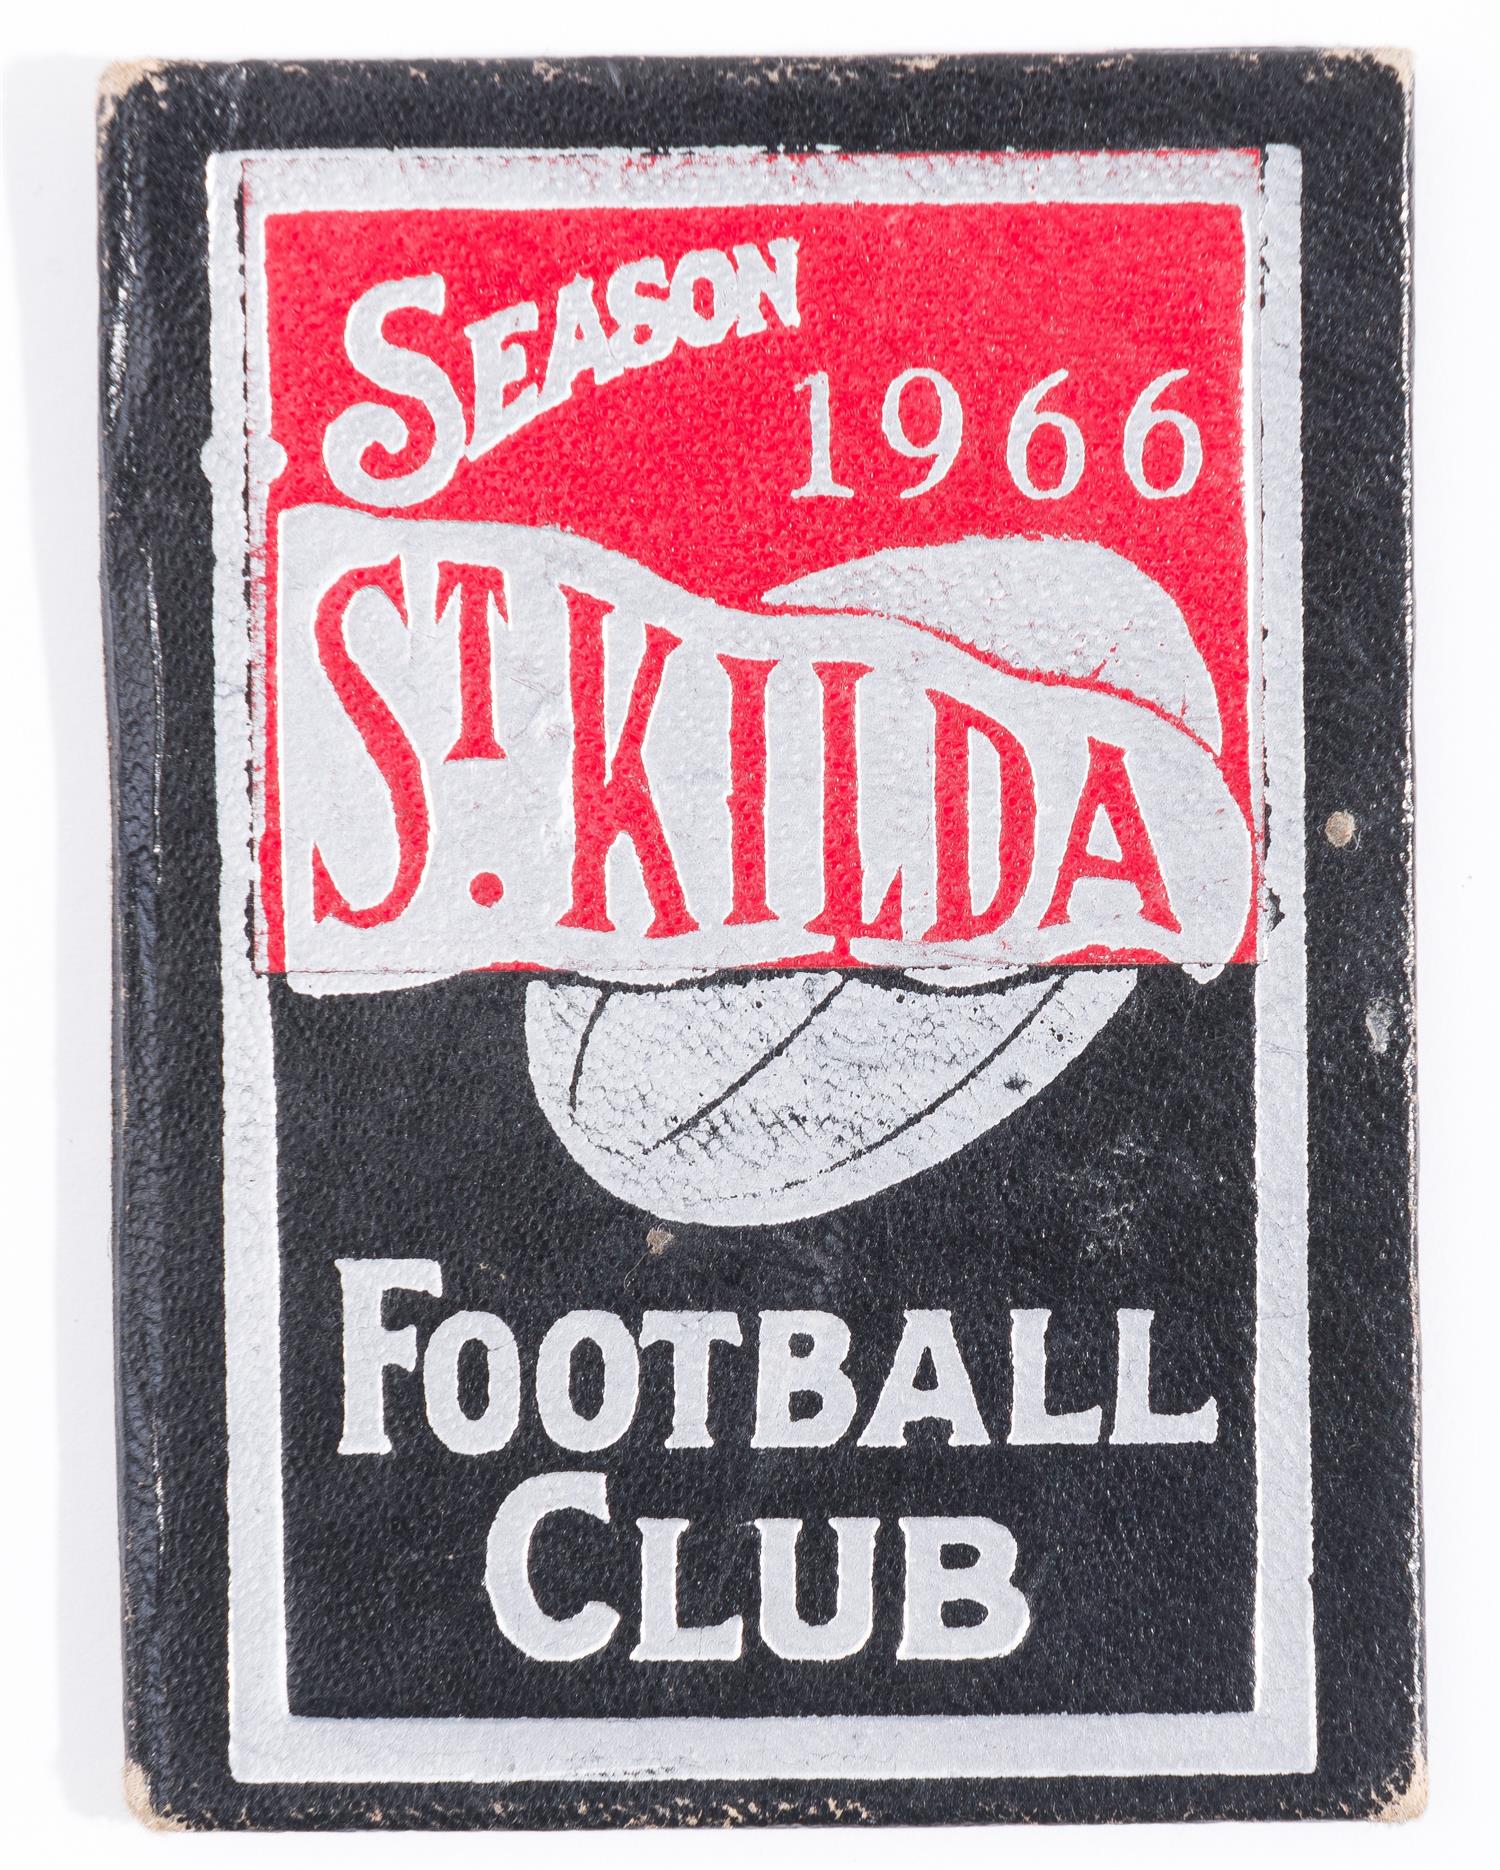 SEASON
1966
ST. KILDA
FOOTBALL
CLUB